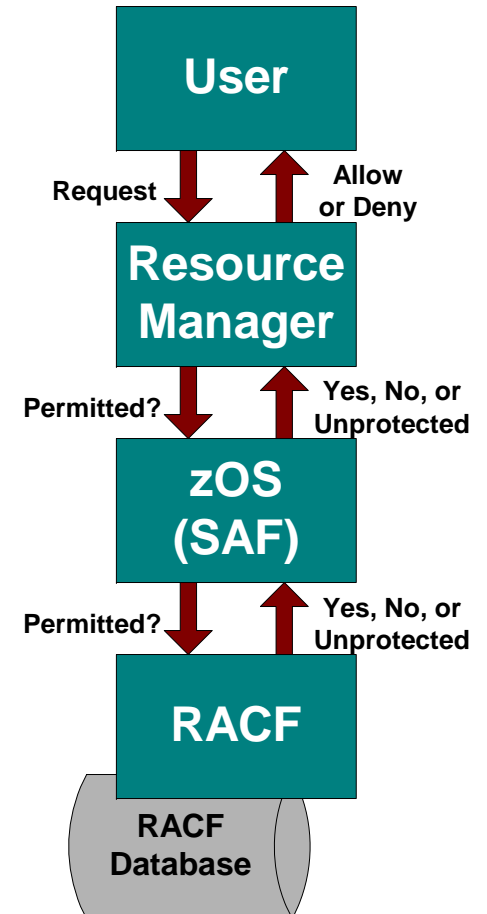 User
Request
Allow
or Deny
Resource
Manager
Permitted?
Yes, No, or
Unprotected
zOS
(SAF)
Permitted?
Yes, No, or
Unprotected
RACF
RACF
Database